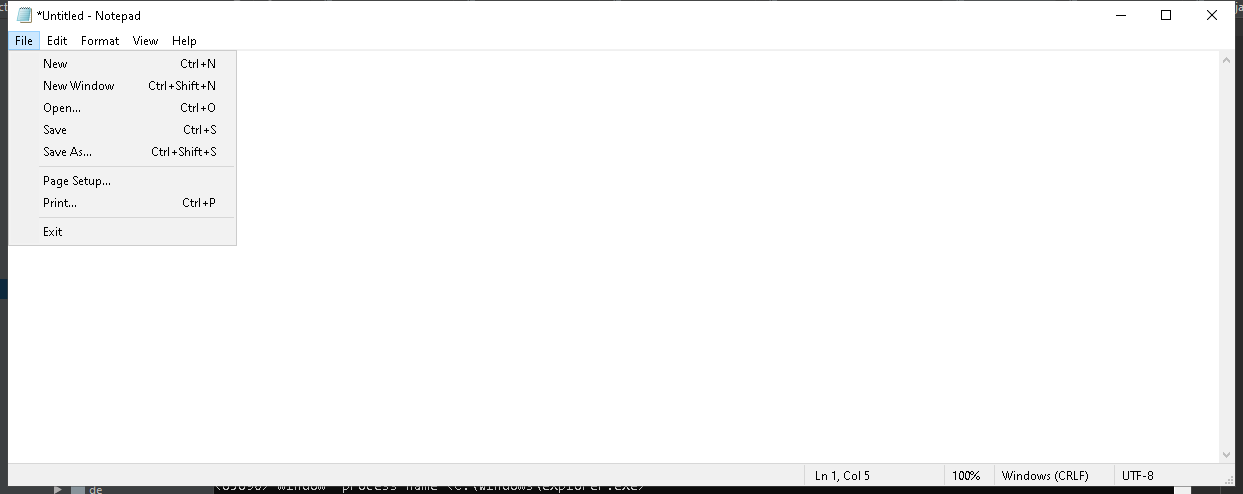 *Untitled - Notepad
File Edit Format View Help
New Ctrl+N
New Window Ctrl+Shift+N
Open... Ctrl+O
Save Ctrl+S
Save As... Ctrl+Shift+S
Page Setup...
Print... Ctrl+P
Exit
Ln 1, Col 5 100% Windows (CRLF) UTF-8
de window process name <C:\Windows\explorer.exe>